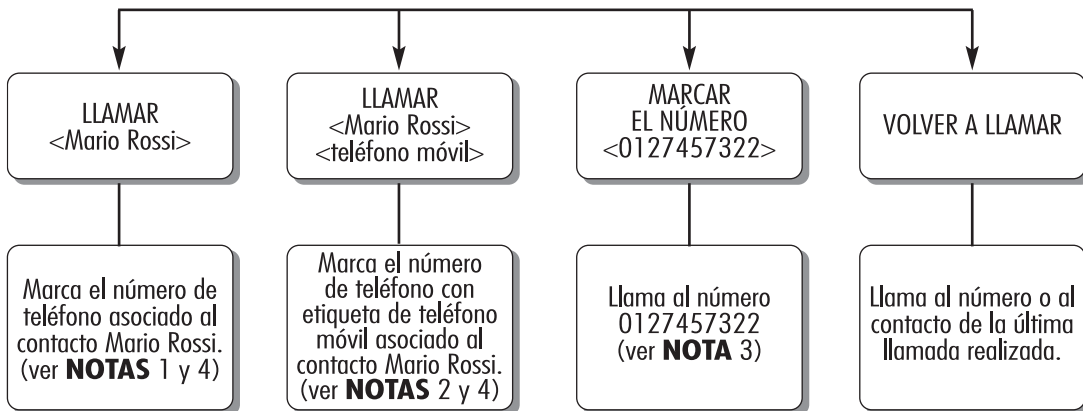 LLAMAR
<Mario Rossi>
LLAMAR
<Mario Rossi>
<teléfono móvil>
MARCAR
EL NÚMERO
<0127457322>
VOLVER A LLAMAR
Marca el número de
teléfono asociado al
contacto Mario Rossi.
(ver NOTAS 1 y 4)
Marca el número
de teléfono con
etiqueta de teléfono
móvil asociado al
contacto Mario Rossi.
(ver NOTAS 2 y 4)
Llama al número
0127457322
(ver NOTA 3)
Llama al número o al
contacto de la última
llamada realizada.